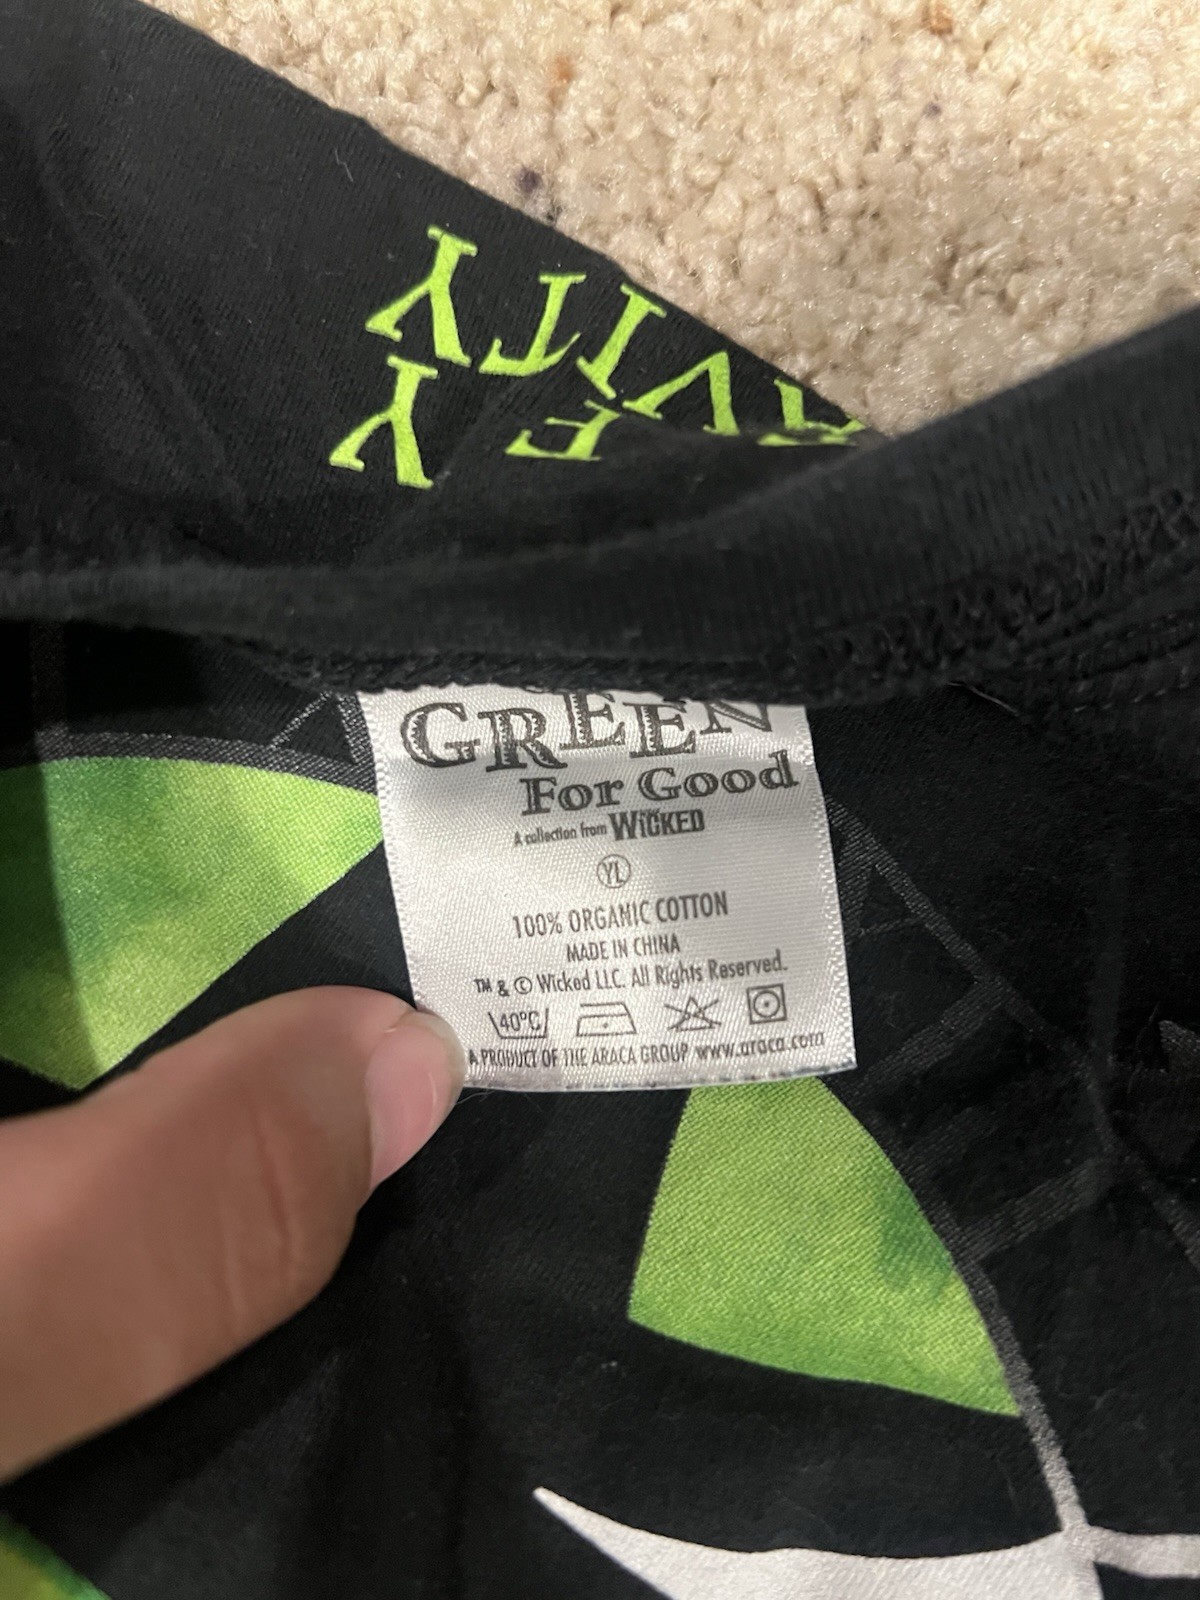 Y
VITY
E
GREEN
For Good
A collection from WICKED
YL
100% ORGANIC COTTON
MADE IN CHINA
™ & © Wicked LLC. All Rights Reserved.
40°C
A PRODUCT OF THE ARACA GROUP www.araca.com